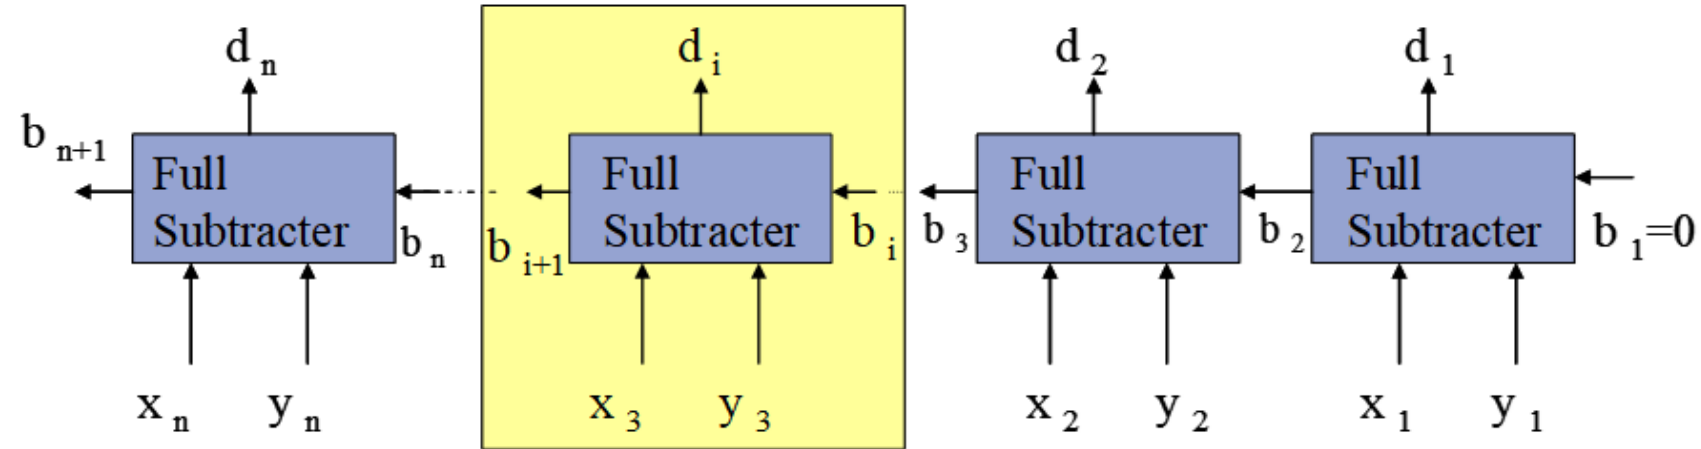 d n d i d 2 d 1
b n+1 Full Subtracter b n b i+1 Full Subtracter b i b 3 Full Subtracter b 2 Full Subtracter b 1=0
x n y n x 3 y 3 x 2 y 2 x 1 y 1